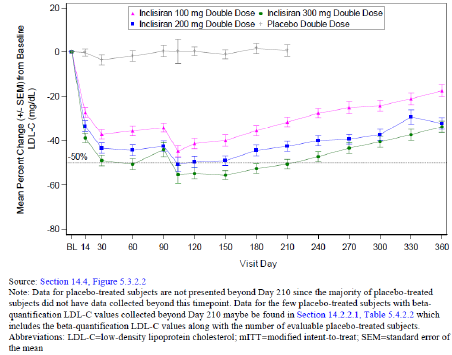 Inclisiran 100 mg Double Dose Inclisiran 300 mg Double Dose
Inclisiran 200 mg Double Dose Placebo Double Dose
Mean Percent Change (+/- SEM) from Baseline
LDL-C (mg/dL)
20
0
-20
-40
-50%
-60
-80
BL 14 30 60 90 120 150 180 210 240 270 300 330 360
Visit Day
Source: Section 14.4, Figure 5.3.2.2
Note: Data for placebo-treated subjects are not presented beyond Day 210 since the majority of placebo-treated
subjects did not have data collected beyond this timepoint. Data for the few placebo-treated subjects with beta-
quantification LDL-C values collected beyond Day 210 maybe be found in Section 14.2.2.1, Table 5.4.2.2 which
includes the beta-quantification LDL-C values along with the number of evaluable placebo-treated subjects.
Abbreviations: LDL-C=low-density lipoprotein cholesterol; mITT=modified intent-to-treat; SEM=standard error of
the mean